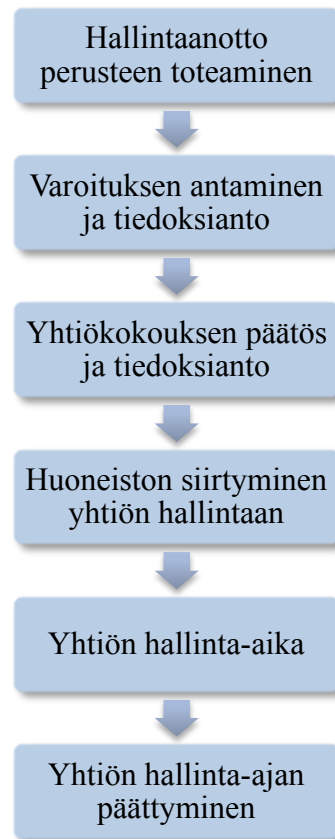 Hallintaanotto
perusteen toteaminen
Varoituksen antaminen
ja tiedoksianto
Yhtiökokouksen päätös
ja tiedoksianto
Huoneiston siirtyminen
yhtiön hallintaan
Yhtiön hallinta-aika
Yhtiön hallinta-ajan
päättyminen